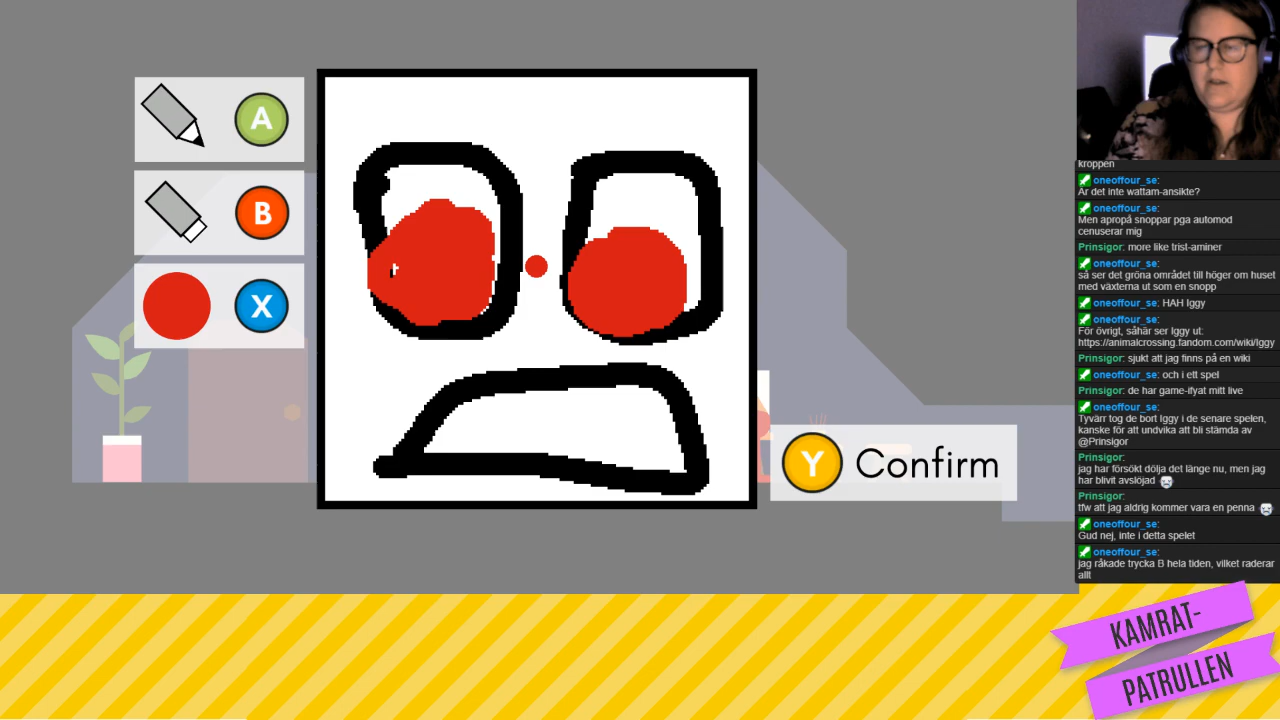 A
B
X
Y Confirm
kroppen
oneoffour_se:
Är det inte wattam-ansikte?
oneoffour_se:
Men apropå snoppar pga automod
cenuserar mig
Prinsigor: more like trist-aminer
oneoffour_se:
så ser det gröna området till höger om huset
med växterna ut som en snopp
oneoffour_se: HAH Iggy
oneoffour_se:
För övrigt, såhär ser Iggy ut:
https://animalcrossing.fandom.com/wiki/Iggy
Prinsigor: sjukt att jag finns på en wiki
oneoffour_se: och i ett spel
Prinsigor: de har game-ifyat mitt live
oneoffour_se:
Tyvärr tog de bort Iggy i de senare spelen,
kanske för att undvika att bli stämda av
@Prinsigor
Prinsigor:
jag har försökt dölja det länge nu, men jag
har blivit avslöjad
Prinsigor:
tfw att jag aldrig kommer vara en penna
oneoffour_se:
Gud nej, inte i detta spelet
oneoffour_se:
jag råkade trycka B hela tiden, vilket raderar
allt
KAMRAT-
PATRULLEN